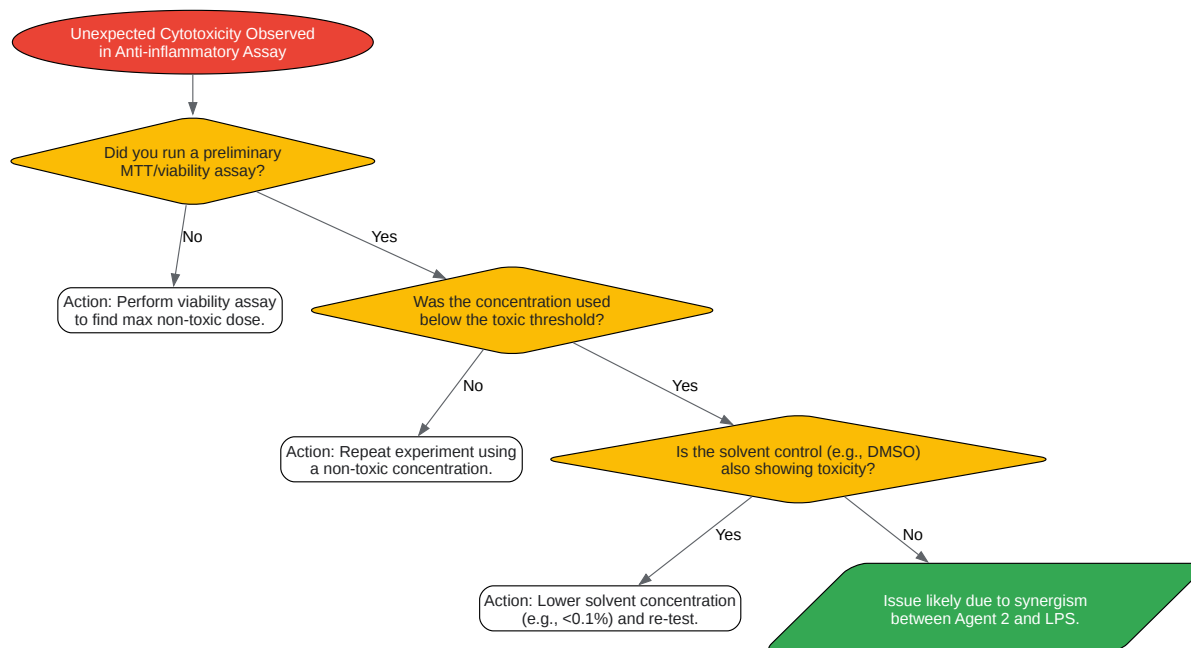 Unexpected Cytotoxicity Observed
in Anti-inflammatory Assay
Did you run a preliminary
MTT/viability assay?
No
Yes
Action: Perform viability assay
to find max non-toxic dose.
Was the concentration used
below the toxic threshold?
No
Yes
Action: Repeat experiment using
a non-toxic concentration.
Is the solvent control (e.g., DMSO)
also showing toxicity?
Yes
No
Action: Lower solvent concentration
(e.g., <0.1%) and re-test.
Issue likely due to synergism
between Agent 2 and LPS.